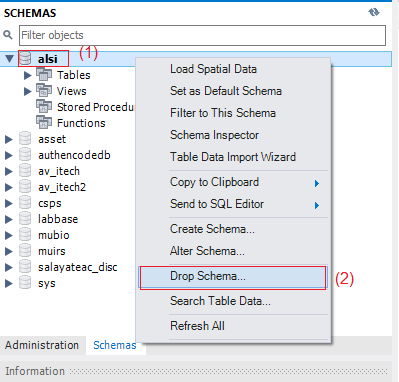 SCHEMAS
Filter objects
alsi (1)
Tables
Views
Stored Procedu
Functions
asset
authencodedb
av_itech
av_itech2
csps
labbase
mubio
muirs
salayateac_disc
sys
Load Spatial Data
Set as Default Schema
Filter to This Schema
Schema Inspector
Table Data Import Wizard
Copy to Clipboard
Send to SQL Editor
Create Schema...
Alter Schema...
Drop Schema... (2)
Search Table Data...
Refresh All
Administration Schemas
Information